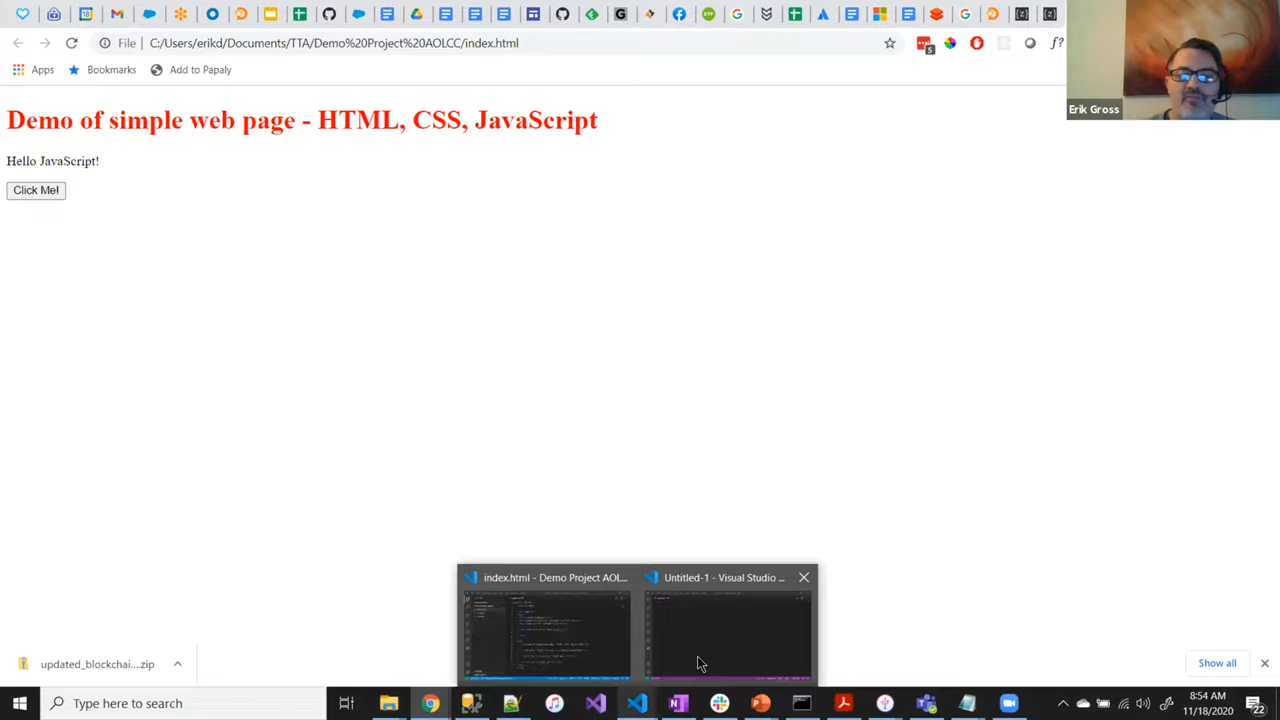 File C:/Users/erikd/Documents/TTA/Demo%20Project%20AOLCC/index.html
Apps Bookmarks Add to Papaly
Erik Gross
Demo of simple web page - HTML, CSS, JavaScript
Hello JavaScript!
Click Me!
index.html - Demo Project AOL... Untitled-1 - Visual Studio ...
updated_blockchai....zip Show all
Type here to search
8:54 AM
11/18/2020
22